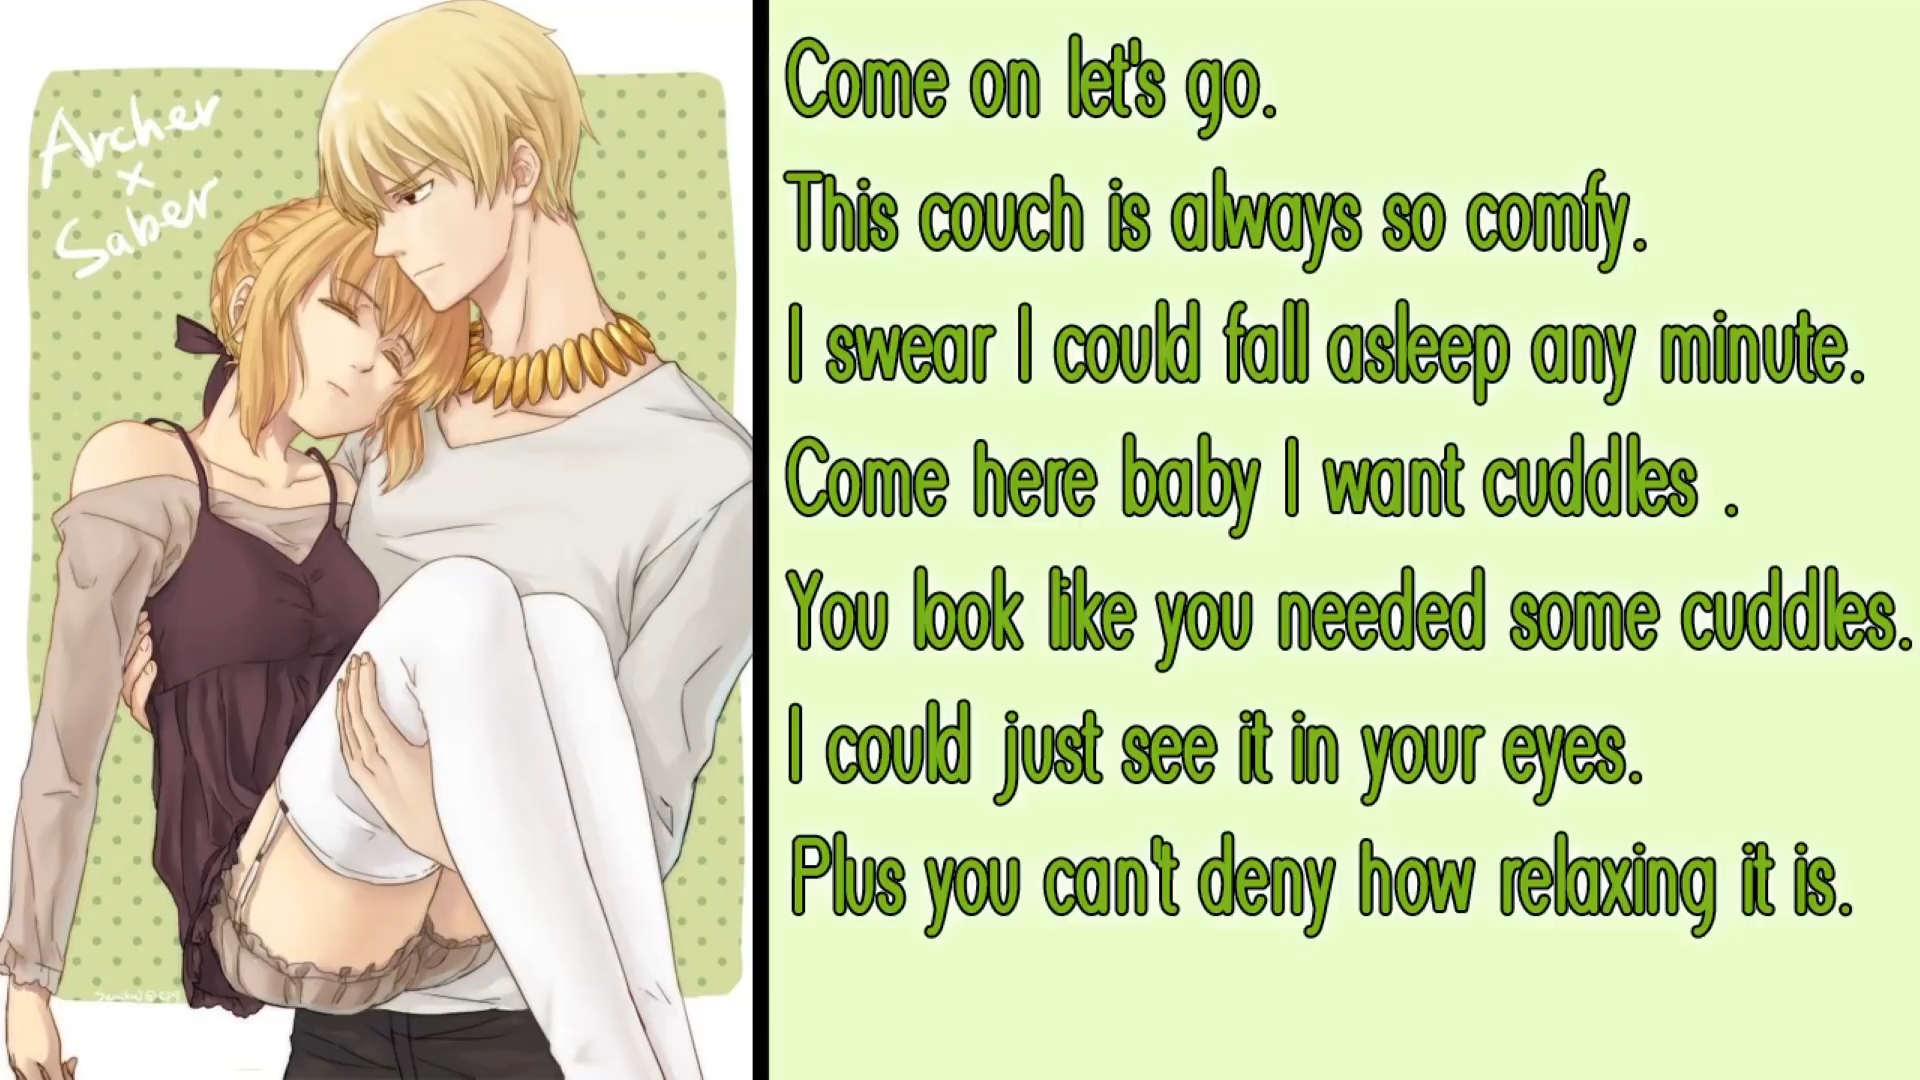 Archer
x
Saber
Come on let's go.
This couch is always so comfy.
I swear I could fall asleep any minute.
Come here baby I want cuddles .
You look like you needed some cuddles.
I could just see it in your eyes.
Plus you can't deny how relaxing it is.